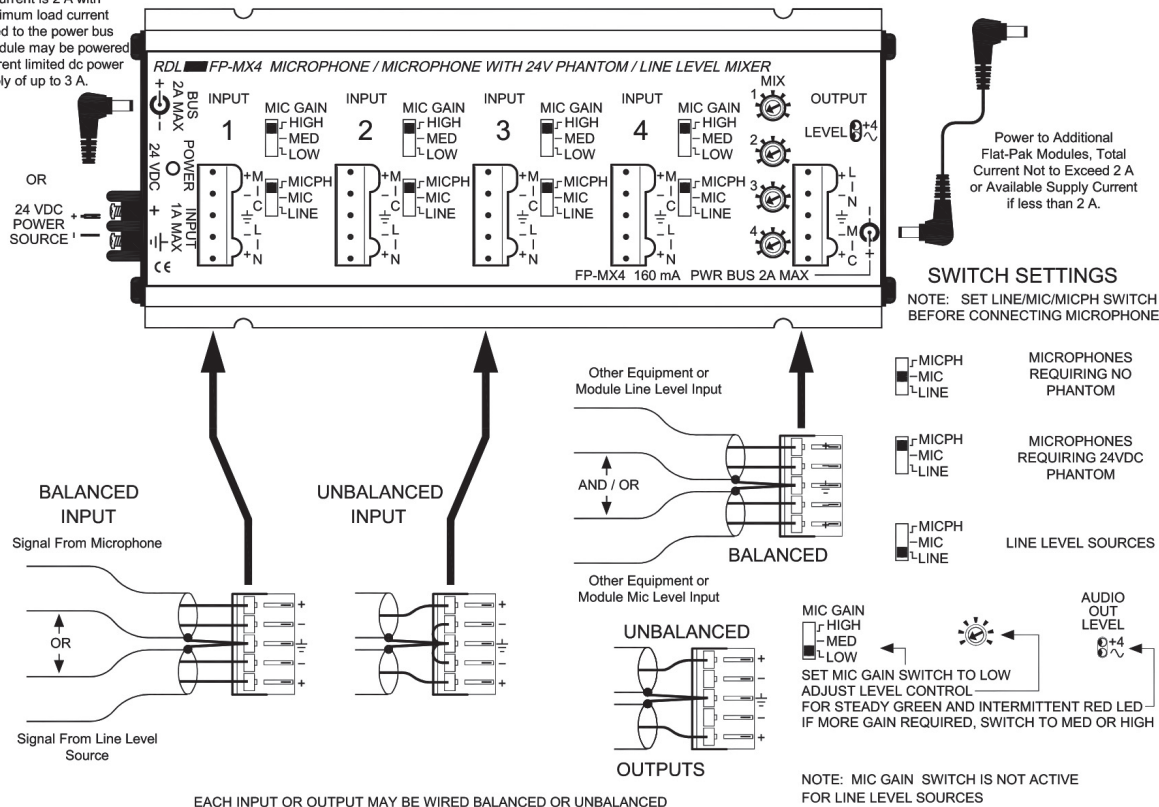 current is 2 A with
imum load current
ed to the power bus
dule may be powered
rent limited dc power
ly of up to 3 A.
RDL FP-MX4 MICROPHONE / MICROPHONE WITH 24V PHANTOM / LINE LEVEL MIXER
+ BUS 2A MAX -
24 VDC
POWER
+ INPUT 1A MAX
CE
OR
24 VDC + 
POWER
SOURCE -
INPUT
1
MIC GAIN
HIGH
MED
LOW
MICPH
MIC
LINE
+ M
I
C
L
I
+ N
INPUT
2
MIC GAIN
HIGH
MED
LOW
MICPH
MIC
LINE
+ M
I
C
L
I
+ N
INPUT
3
MIC GAIN
HIGH
MED
LOW
MICPH
MIC
LINE
+ M
I
C
L
I
+ N
INPUT
4
MIC GAIN
HIGH
MED
LOW
MICPH
MIC
LINE
+ M
I
C
L
I
+ N
MIX
1
2
3
4
OUTPUT
LEVEL +4
+ L
I
N
M
I
+ C
- +
FP-MX4 160 mA PWR BUS 2A MAX
Power to Additional
Flat-Pak Modules, Total
Current Not to Exceed 2 A
or Available Supply Current
if less than 2 A.
SWITCH SETTINGS
NOTE: SET LINE/MIC/MICPH SWITCH
BEFORE CONNECTING MICROPHONE
MICPH
MIC
LINE
MICROPHONES
REQUIRING NO
PHANTOM
MICPH
MIC
LINE
MICROPHONES
REQUIRING 24VDC
PHANTOM
MICPH
MIC
LINE
LINE LEVEL SOURCES
BALANCED
INPUT
Signal From Microphone
OR
Signal From Line Level
Source
+
-
-
+
UNBALANCED
INPUT
+
-
-
+
Other Equipment or
Module Line Level Input
AND / OR
+
-
-
+
BALANCED
Other Equipment or
Module Mic Level Input
UNBALANCED
+
-
-
+
OUTPUTS
MIC GAIN
HIGH
MED
LOW
AUDIO
OUT
LEVEL
+4
SET MIC GAIN SWITCH TO LOW
ADJUST LEVEL CONTROL
FOR STEADY GREEN AND INTERMITTENT RED LED
IF MORE GAIN REQUIRED, SWITCH TO MED OR HIGH
NOTE: MIC GAIN SWITCH IS NOT ACTIVE
FOR LINE LEVEL SOURCES
EACH INPUT OR OUTPUT MAY BE WIRED BALANCED OR UNBALANCED